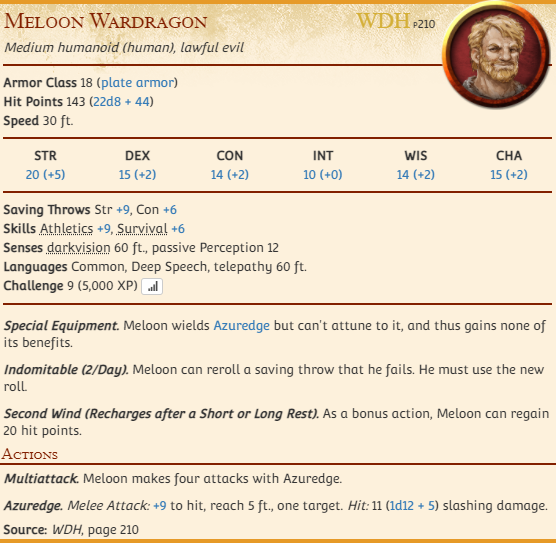 Meloon Wardragon WDH p210
Medium humanoid (human), lawful evil
Armor Class 18 (plate armor)
Hit Points 143 (22d8 + 44)
Speed 30 ft.
STR DEX CON INT WIS CHA
20 (+5) 15 (+2) 14 (+2) 10 (+0) 14 (+2) 15 (+2)
Saving Throws Str +9, Con +6
Skills Athletics +9, Survival +6
Senses darkvision 60 ft., passive Perception 12
Languages Common, Deep Speech, telepathy 60 ft.
Challenge 9 (5,000 XP)
Special Equipment. Meloon wields Azuredge but can't attune to it, and thus gains none of
its benefits.
Indomitable (2/Day). Meloon can reroll a saving throw that he fails. He must use the new
roll.
Second Wind (Recharges after a Short or Long Rest). As a bonus action, Meloon can regain
20 hit points.
Actions
Multiattack. Meloon makes four attacks with Azuredge.
Azuredge. Melee Attack: +9 to hit, reach 5 ft., one target. Hit: 11 (1d12 + 5) slashing damage.
Source: WDH, page 210